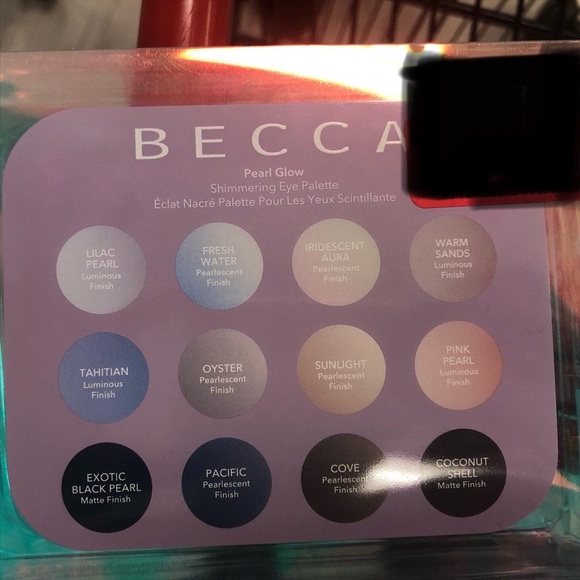 BECCA
Pearl Glow
Shimmering Eye Palette
Éclat Nacré Palette Pour Les Yeux Scintillante
LILAC
PEARL
Luminous
Finish
FRESH
WATER
Pearlescent
Finish
IRIDESCENT
AURA
Pearlescent
Finish
WARM
SANDS
Luminous
Finish
TAHITIAN
Luminous
Finish
OYSTER
Pearlescent
Finish
SUNLIGHT
Pearlescent
Finish
PINK
PEARL
Luminous
Finish
EXOTIC
BLACK PEARL
Matte Finish
PACIFIC
Pearlescent
Finish
COVE
Pearlescent
Finish
COCONUT
SHELL
Matte Finish